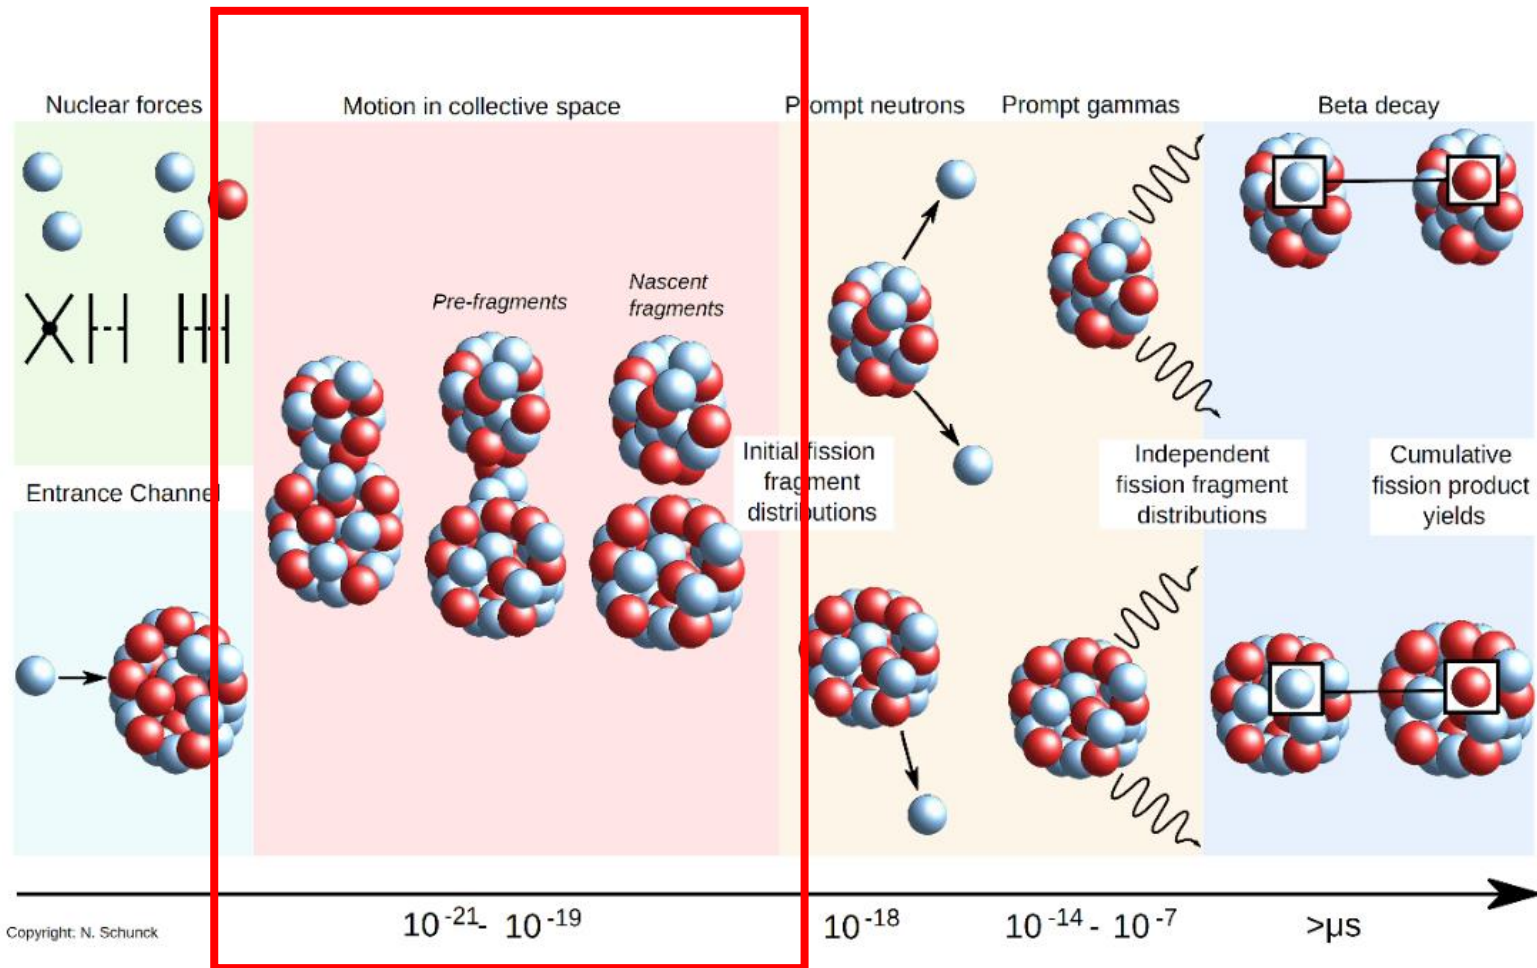 Nuclear forces
Motion in collective space
Prompt neutrons
Prompt gammas
Beta decay
Pre-fragments
Nascent
fragments
Entrance Channel
Initial fission
fragment
distributions
Independent
fission fragment
distributions
Cumulative
fission product
yields
10⁻²¹- 10⁻¹⁹
10⁻¹⁸
10⁻¹⁴ - 10⁻⁷
>μs
Copyright: N. Schunck